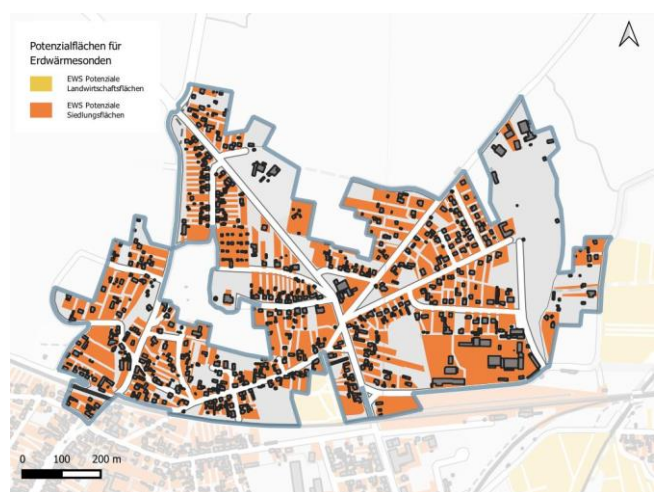 Potenzialflächen für
Erdwärmesonden
EWS Potenziale
Landwirtschaftsflächen
EWS Potenziale
Siedlungsflächen
0 100 200 m